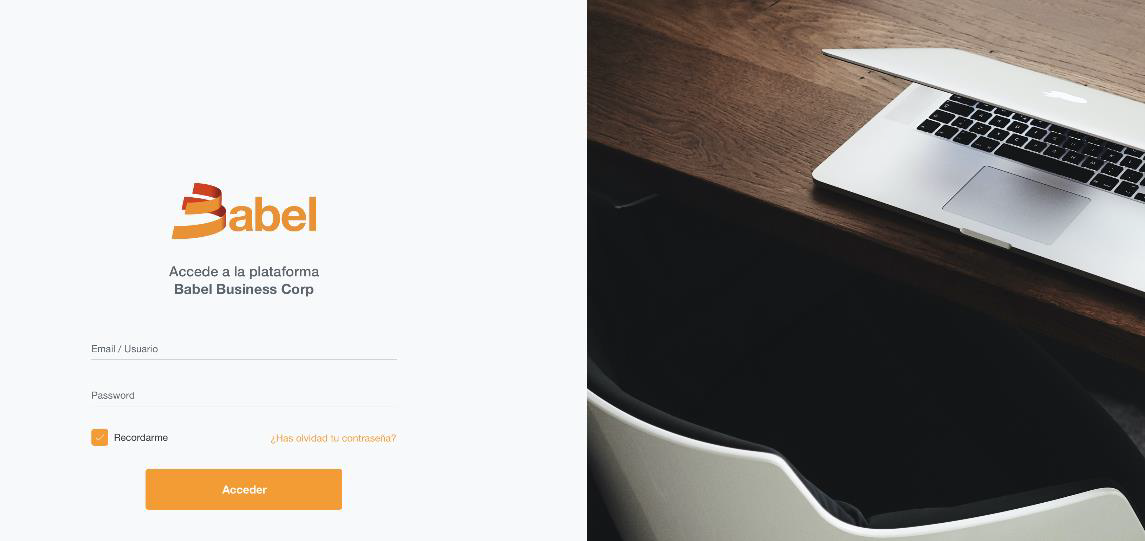 Babel
Accede a la plataforma
Babel Business Corp
Email / Usuario
Password
Recordarme
¿Has olvidad tu contraseña?
Acceder